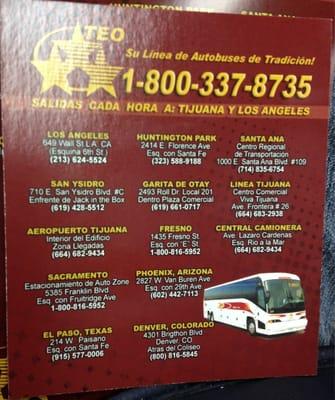 HUNTINGTON PARK SANTA ANA
ATEO
Su Línea de Autobuses de Tradición!
1-800-337-8735
SALIDAS CADA HORA A: TIJUANA Y LOS ANGELES
LOS ANGELES
649 Wall St LA. CA
(Esquina 6th St.)
(213) 624-5524
HUNTINGTON PARK
2414 E. Florence Ave
Esq. con Santa Fe
(323) 588-9188
SANTA ANA
Centro Regional
de Transportación
1000 E. Santa Ana Blvd. #109
(714) 835-6754
SAN YSIDRO
710 E. San Ysidro Blvd. #C
Enfrente de Jack in the Box
(619) 428-5512
GARITA DE OTAY
2493 Roll Dr. Local 201
Dentro Plaza Comercial
(619) 661-0717
LINEA TIJUANA
Centro Comercial
Viva Tijuana
Ave. Frontera # 26
(664) 683-2938
AEROPUERTO TIJUANA
Interior del Edificio
Zona Llegadas
(664) 682-9434
FRESNO
1435 Fresno St.
Esq. con "E" St
1-800-816-5952
CENTRAL CAMIONERA
Ave. Lazaro Cardenas
Esq. Rio a la Mar
(664) 682-9434
SACRAMENTO
Estacionamiento de Auto Zone
5385 Franklin Blvd.
Esq. con Fruitridge Ave
1-800-816-5952
PHOENIX, ARIZONA
2827 W. Van Buren Ave
Esq. con 29th Ave
(602) 442-7113
EL PASO, TEXAS
214 W. Paisano
Esq. con Santa Fe
(915) 577-0006
DENVER, COLORADO
4301 Brigthon Blvd
Denver, CO
Atras del Coliseo
(800) 816-5845